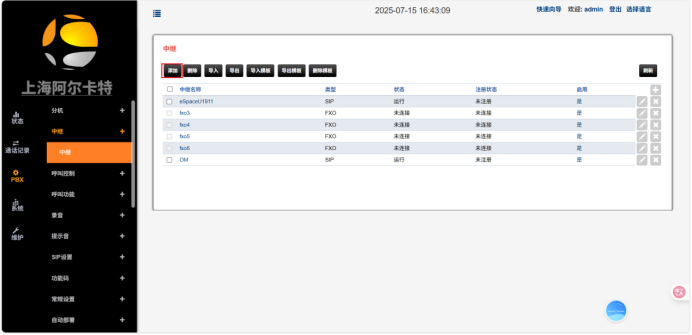 2025-07-15 16:43:09
快速向导 欢迎: admin 登出 选择语言
上海阿尔卡特
状态
通话记录
PBX
系统
维护
分机 +
中继 +
中继
呼叫控制 +
呼叫功能 +
录音 +
提示音 +
SIP设置 +
功能码 +
常规设置 +
自动部署 +
中继
添加 删除 导入 导出 导入模板 导出模板 删除模板 刷新
中继名称 类型 状态 注册状态 启用
eSpaceU1911 SIP 运行 未注册 是
fxo3 FXO 未连接 未连接 是
fxo4 FXO 未连接 未连接 是
fxo5 FXO 未连接 未连接 是
fxo6 FXO 未连接 未连接 是
OM SIP 运行 未注册 是